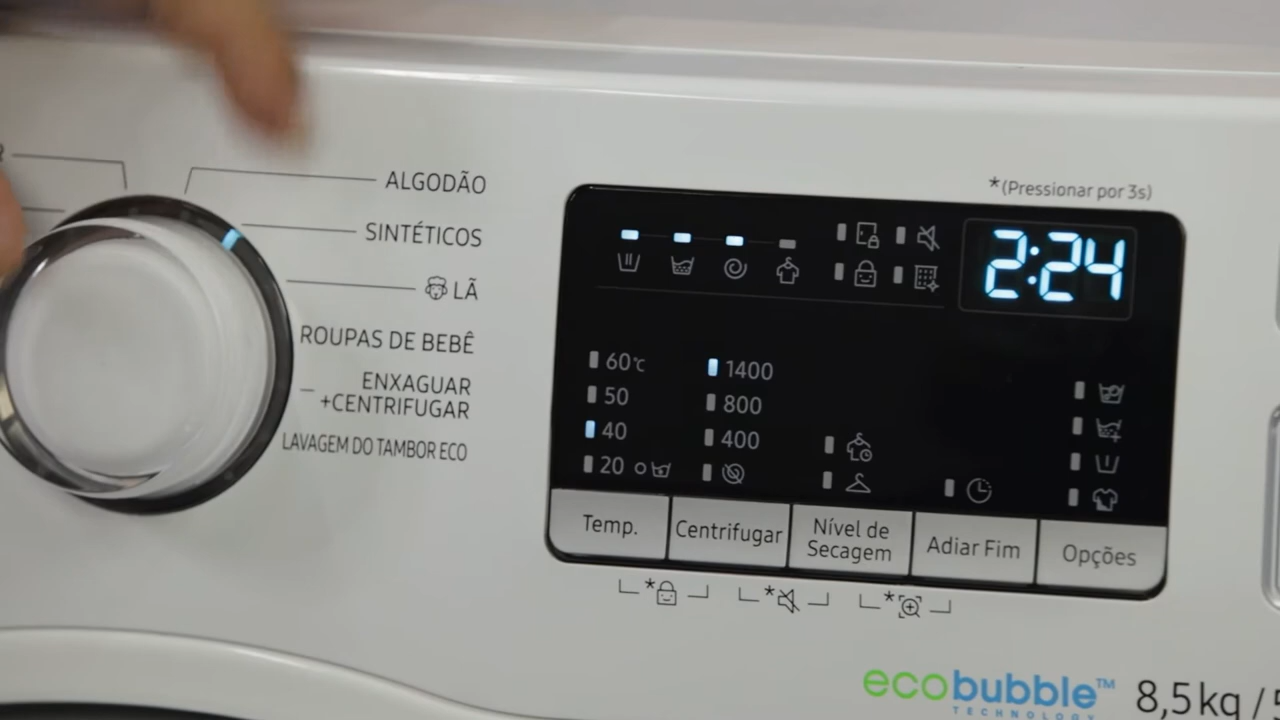 *(Pressionar por 3s)
ALGODÃO
SINTÉTICOS
LÃ
ROUPAS DE BEBÊ
ENXAGUAR
+CENTRIFUGAR
LAVAGEM DO TAMBOR ECO
2:24
60℃ 1400
50 800
40 400
20
Temp. Centrifugar Nível de Secagem Adiar Fim Opções
* * *
ecobubble™
TECHNOLOGY
8,5kg /